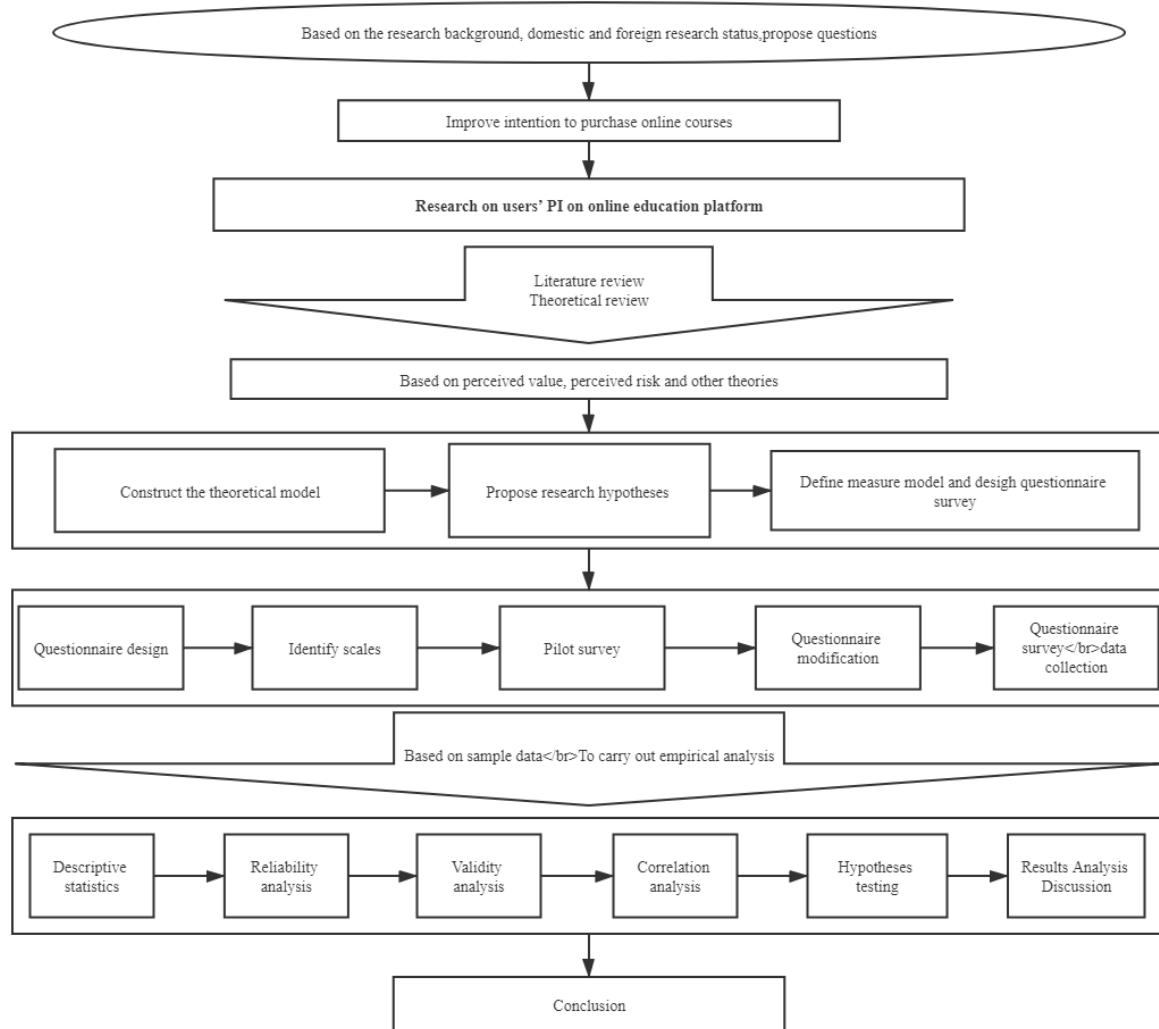 Based on the research background, domestic and foreign research status,propose questions
Improve intention to purchase online courses
Research on users’ PI on online education platform
Literature review
Theoretical review
Based on perceived value, perceived risk and other theories
Construct the theoretical model
Propose research hypotheses
Define measure model and desigh questionnaire
survey
Questionnaire design
Identify scales
Pilot survey
Questionnaire
modification
Questionnaire
survey</br>data
collection
Based on sample data</br>To carry out empirical analysis
Descriptive
statistics
Reliability
analysis
Validity
analysis
Correlation
analysis
Hypotheses
testing
Results Analysis
Discussion
Conclusion